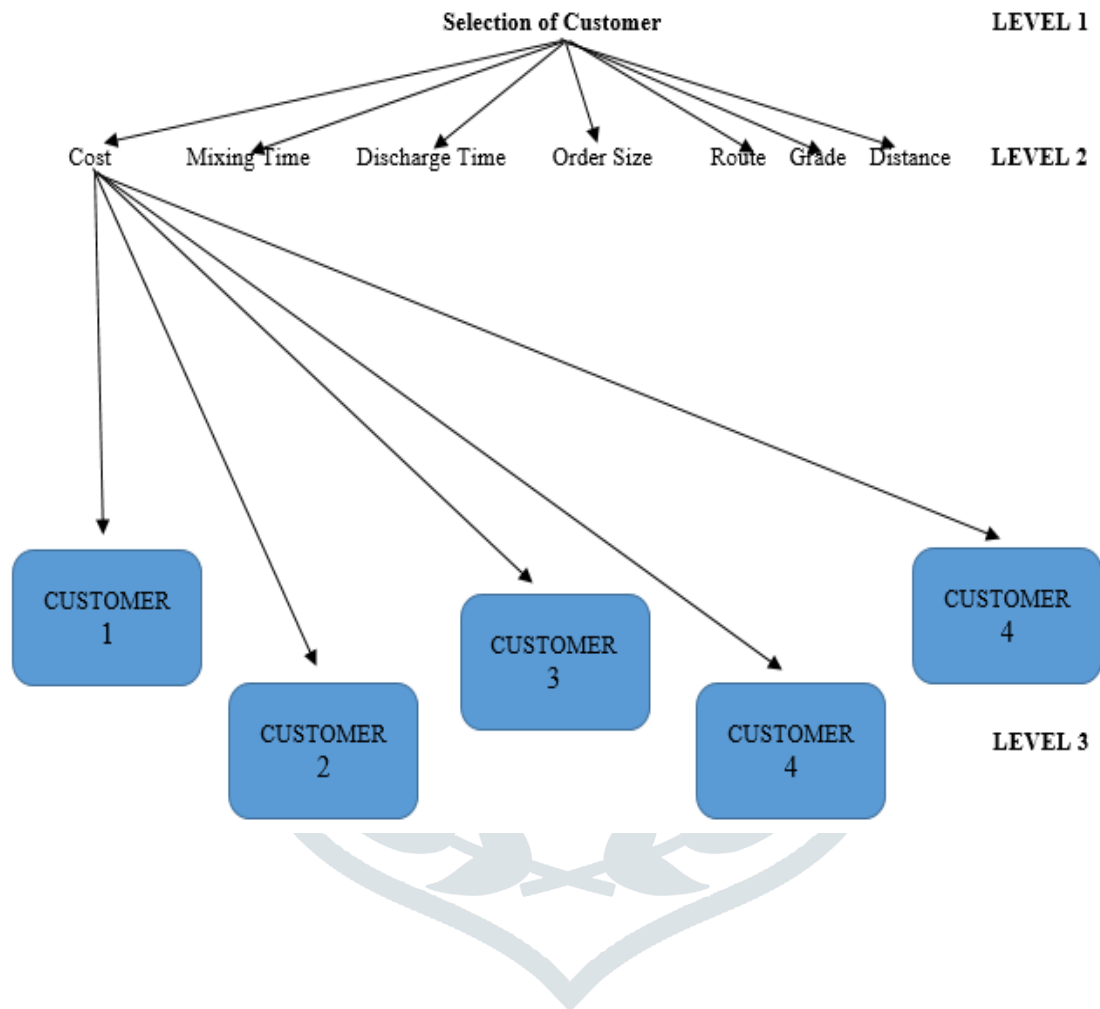 Selection of Customer LEVEL 1
Cost Mixing Time Discharge Time Order Size Route Grade Distance LEVEL 2
CUSTOMER
1
CUSTOMER
2
CUSTOMER
3
CUSTOMER
4
CUSTOMER
4
LEVEL 3